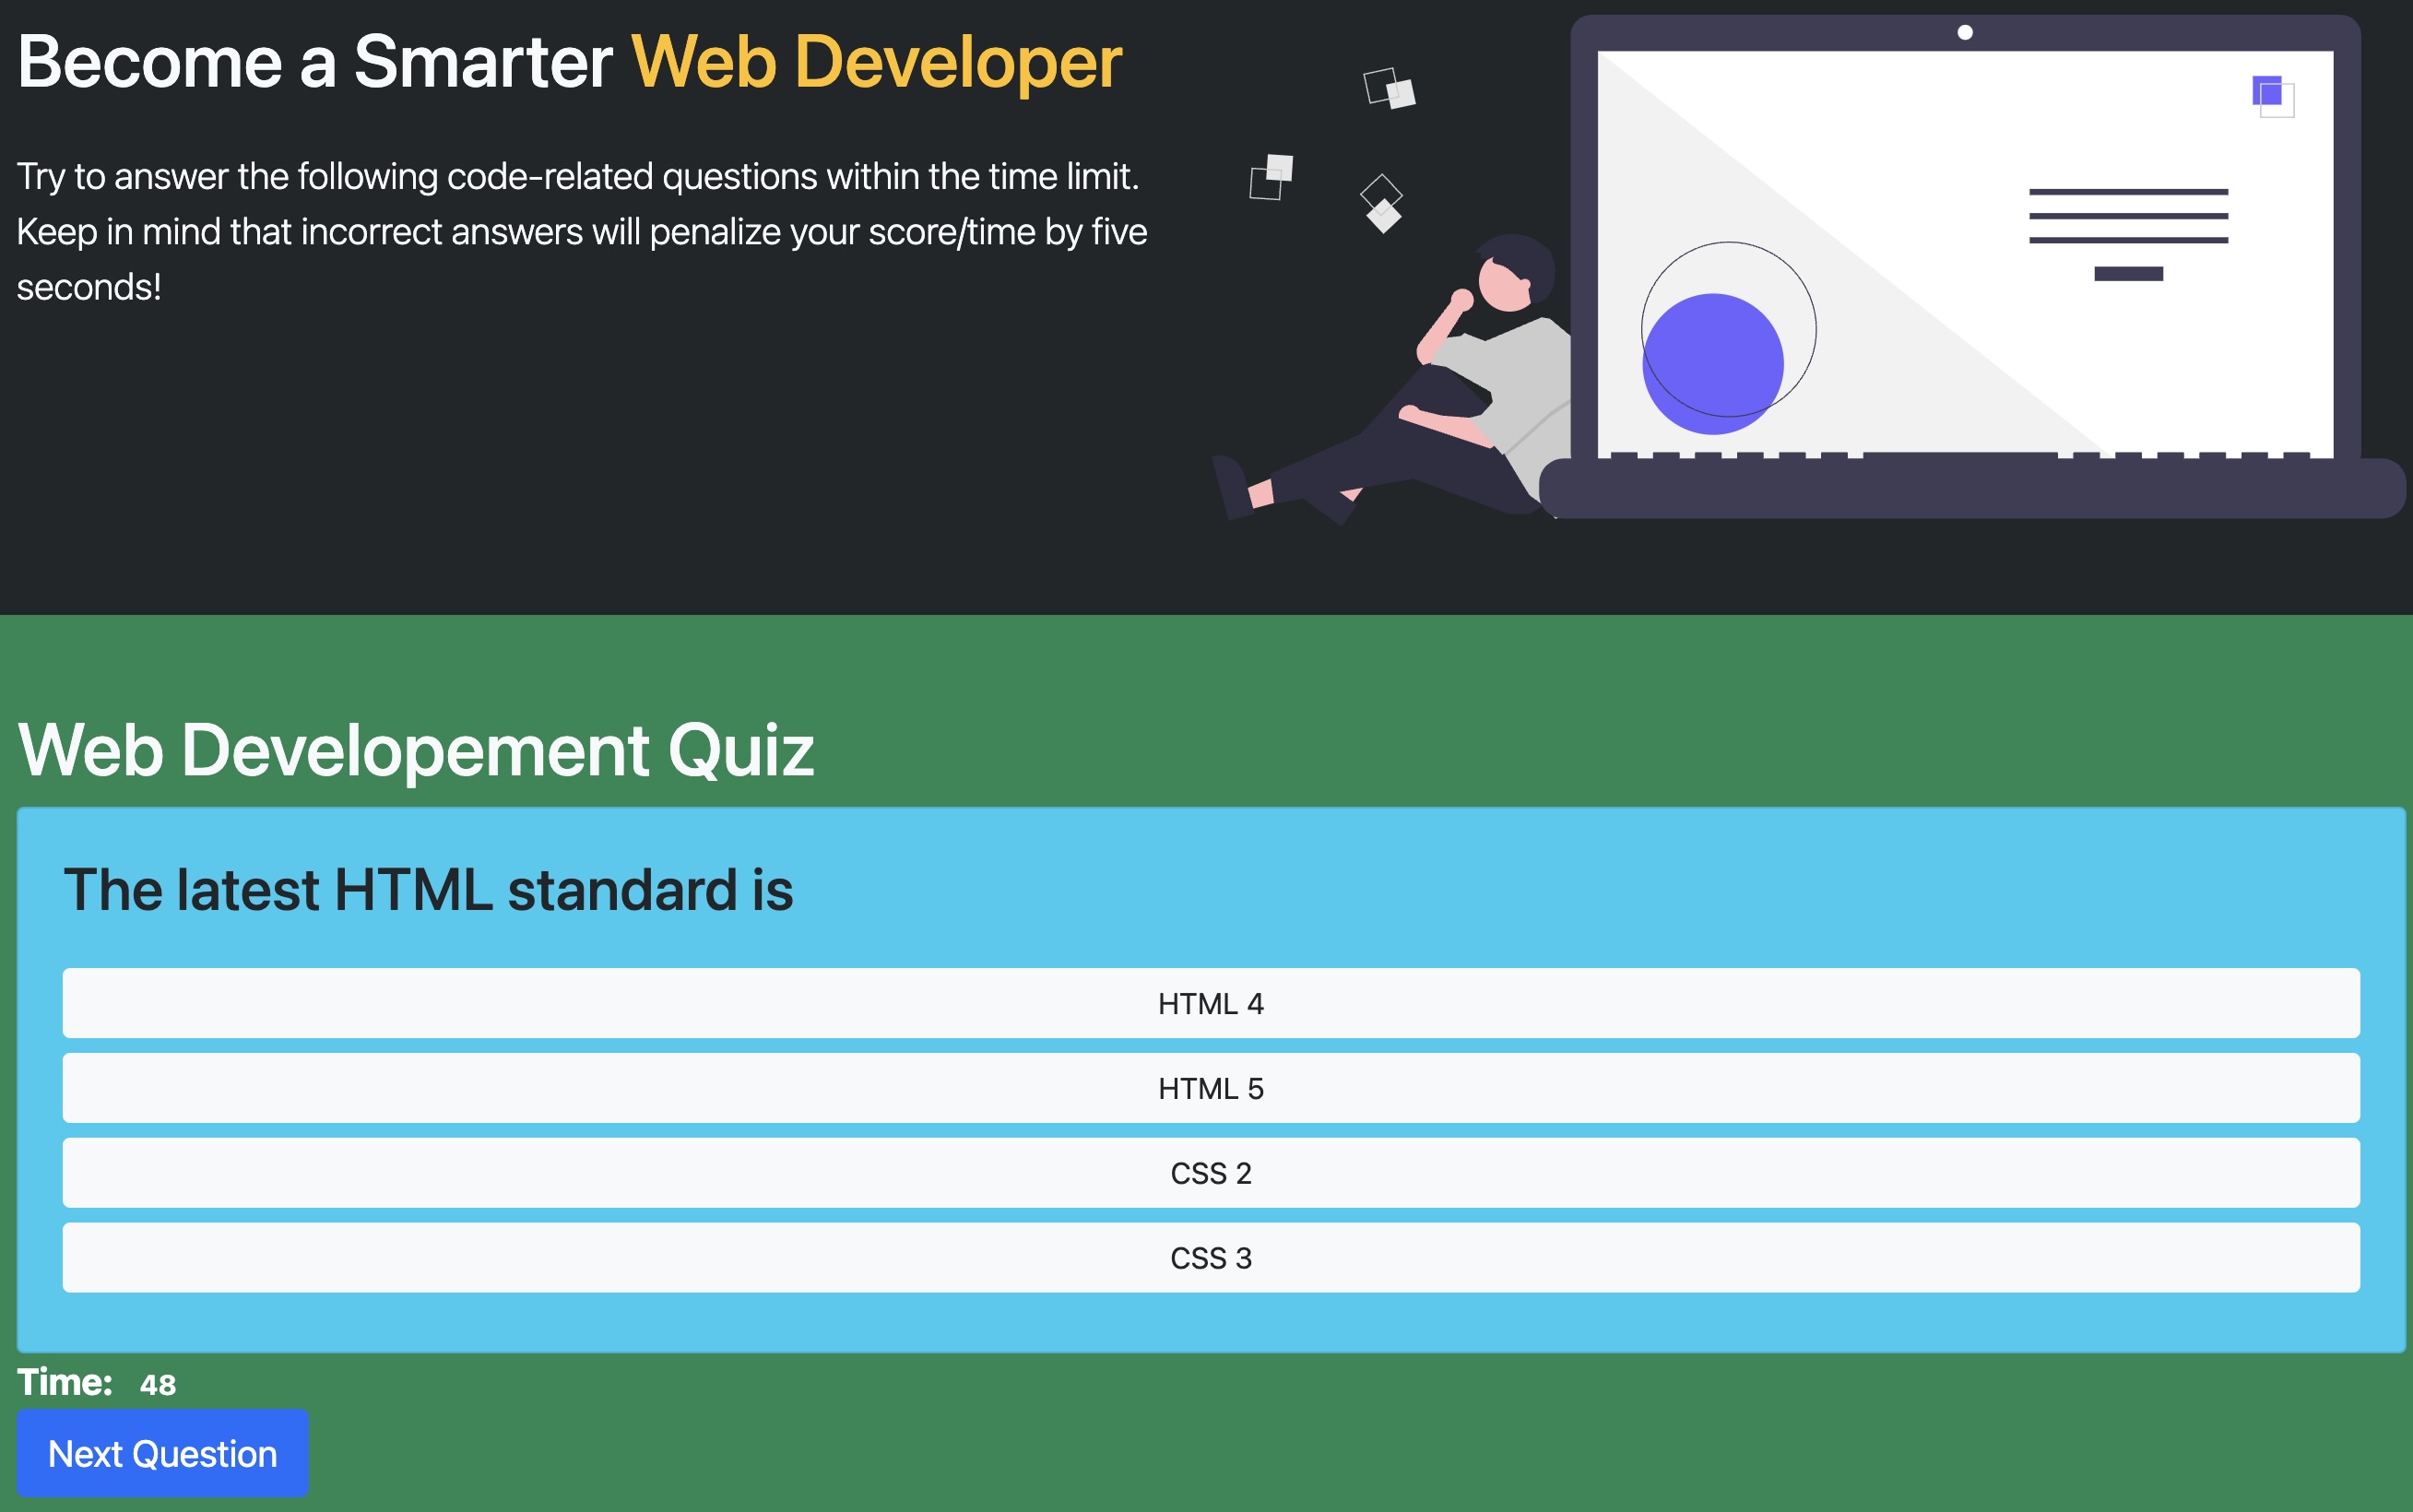 Become a Smarter Web Developer
Try to answer the following code-related questions within the time limit.
Keep in mind that incorrect answers will penalize your score/time by five
seconds!
Web Developement Quiz
The latest HTML standard is
HTML 4
HTML 5
CSS 2
CSS 3
Time: 48
Next Question